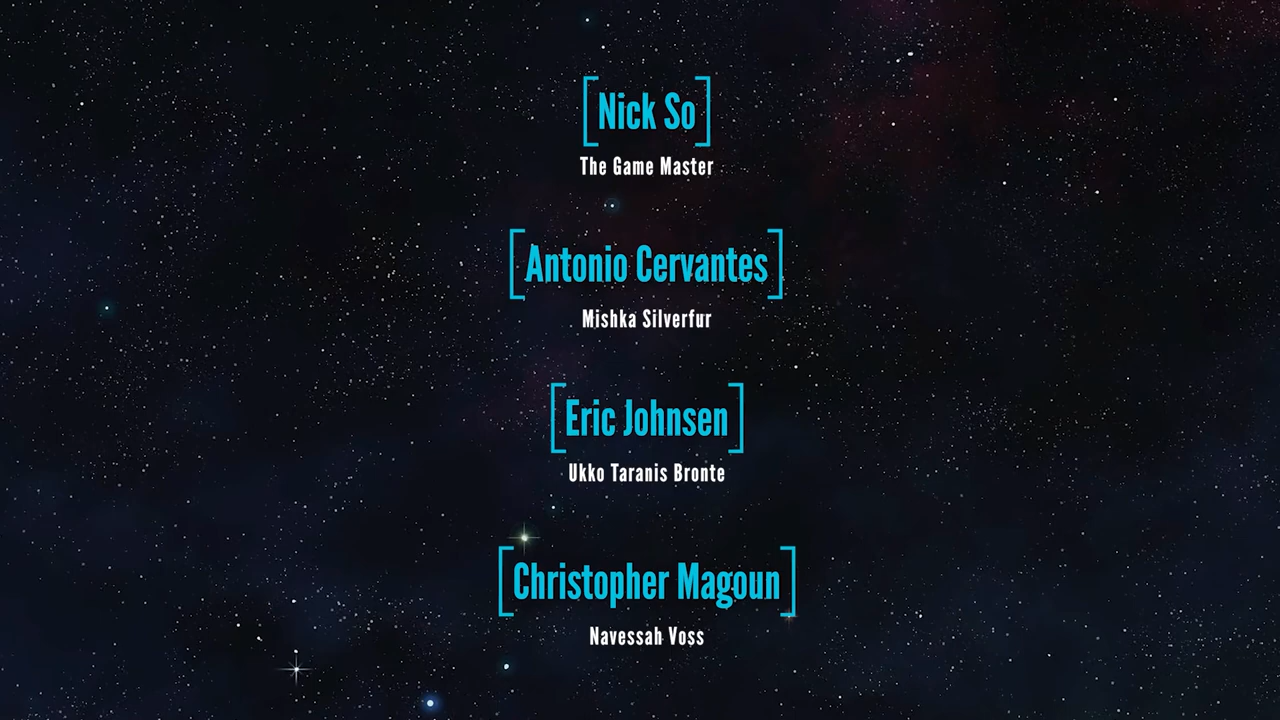 [Nick So]
The Game Master
[Antonio Cervantes]
Mishka Silverfur
[Eric Johnsen]
Ukko Taranis Bronte
[Christopher Magoun]
Navessah Voss